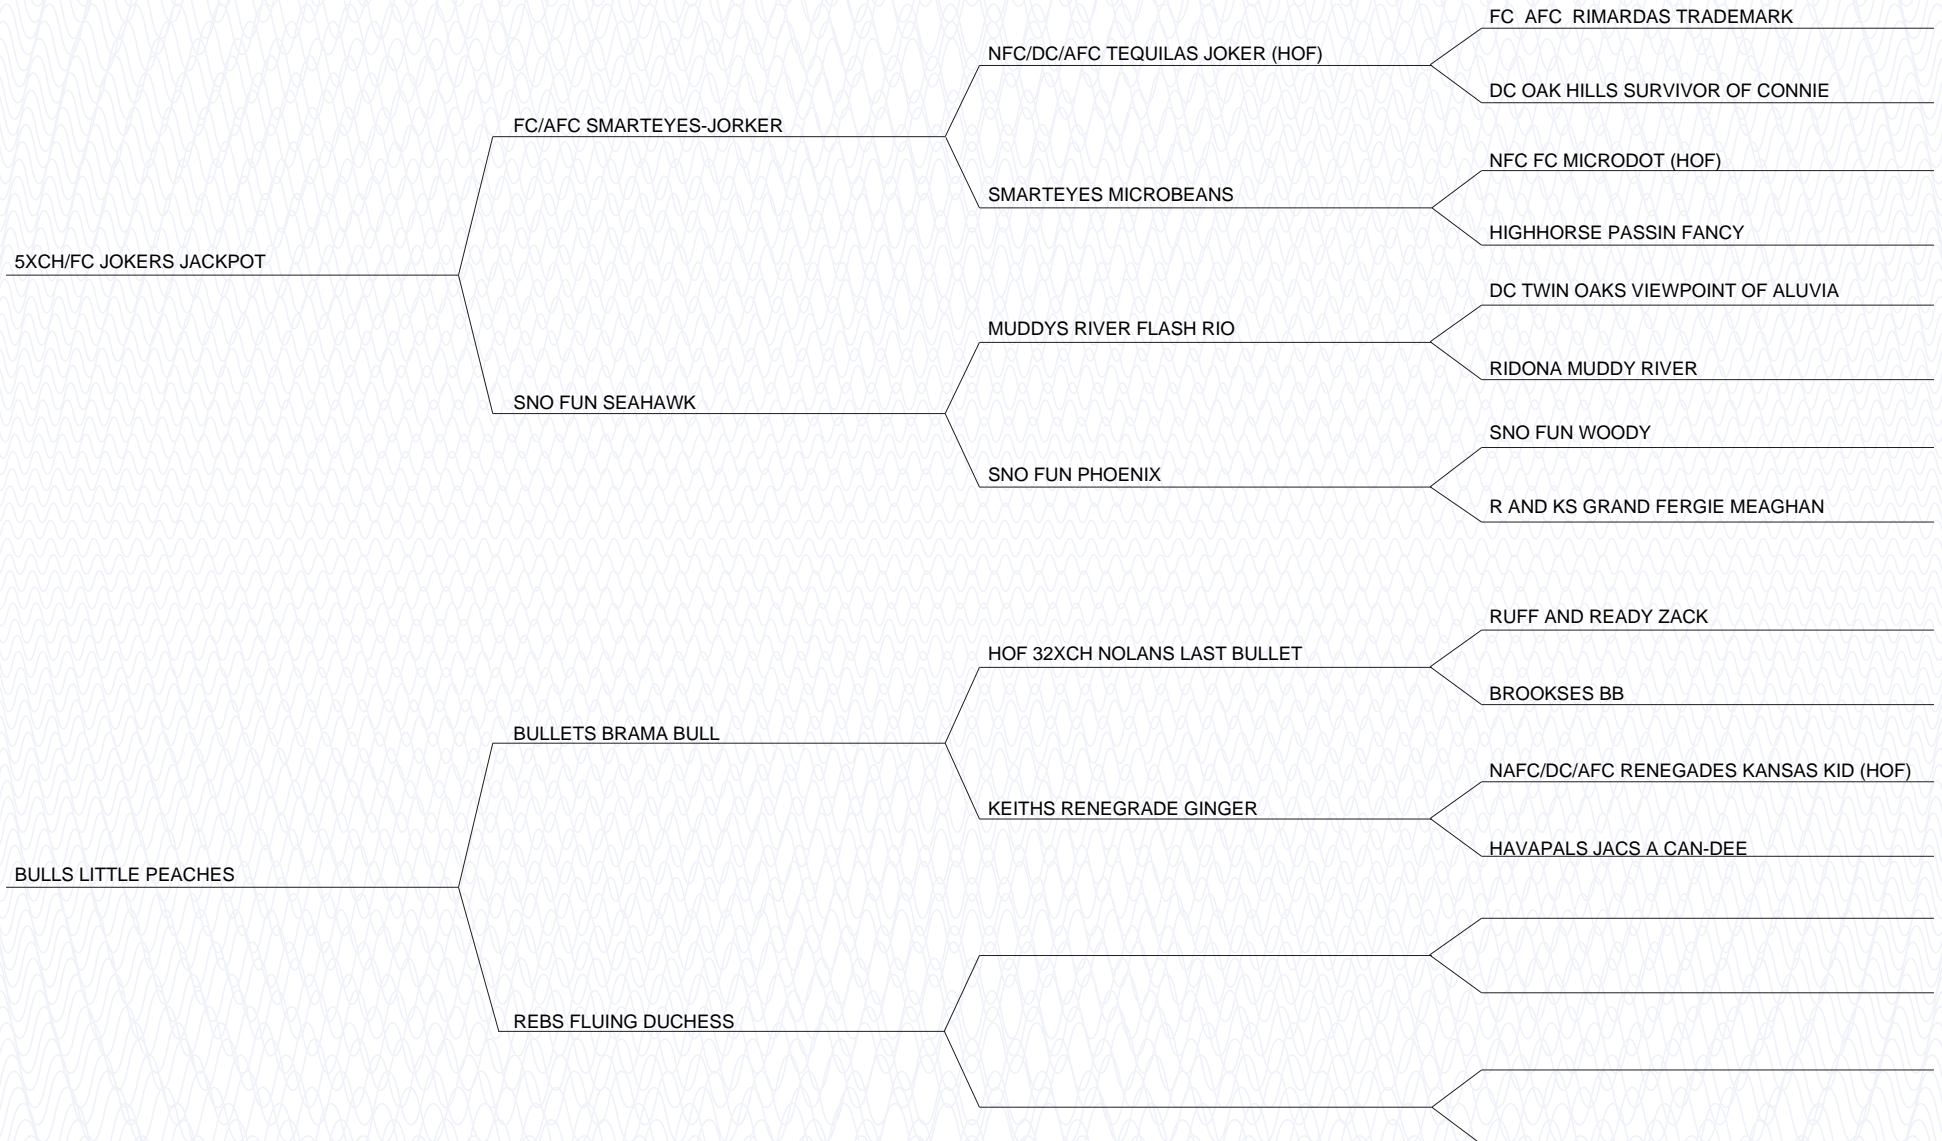 FC  AFC  RIMARDAS TRADEMARK
NFC/DC/AFC TEQUILAS JOKER (HOF)
DC OAK HILLS SURVIVOR OF CONNIE
FC/AFC SMARTEYES-JORKER
NFC FC MICRODOT (HOF)
SMARTEYES MICROBEANS
HIGHHORSE PASSIN FANCY
5XCH/FC JOKERS JACKPOT
DC TWIN OAKS VIEWPOINT OF ALUVIA
MUDDYS RIVER FLASH RIO
RIDONA MUDDY RIVER
SNO FUN SEAHAWK
SNO FUN WOODY
SNO FUN PHOENIX
R AND KS GRAND FERGIE MEAGHAN
RUFF AND READY ZACK
HOF 32XCH NOLANS LAST BULLET
BROOKSES BB
BULLETS BRAMA BULL
NAFC/DC/AFC RENEGADES KANSAS KID (HOF)
KEITHS RENEGRADE GINGER
HAVAPALS JACS A CAN-DEE
BULLS LITTLE PEACHES
REBS FLUING DUCHESS